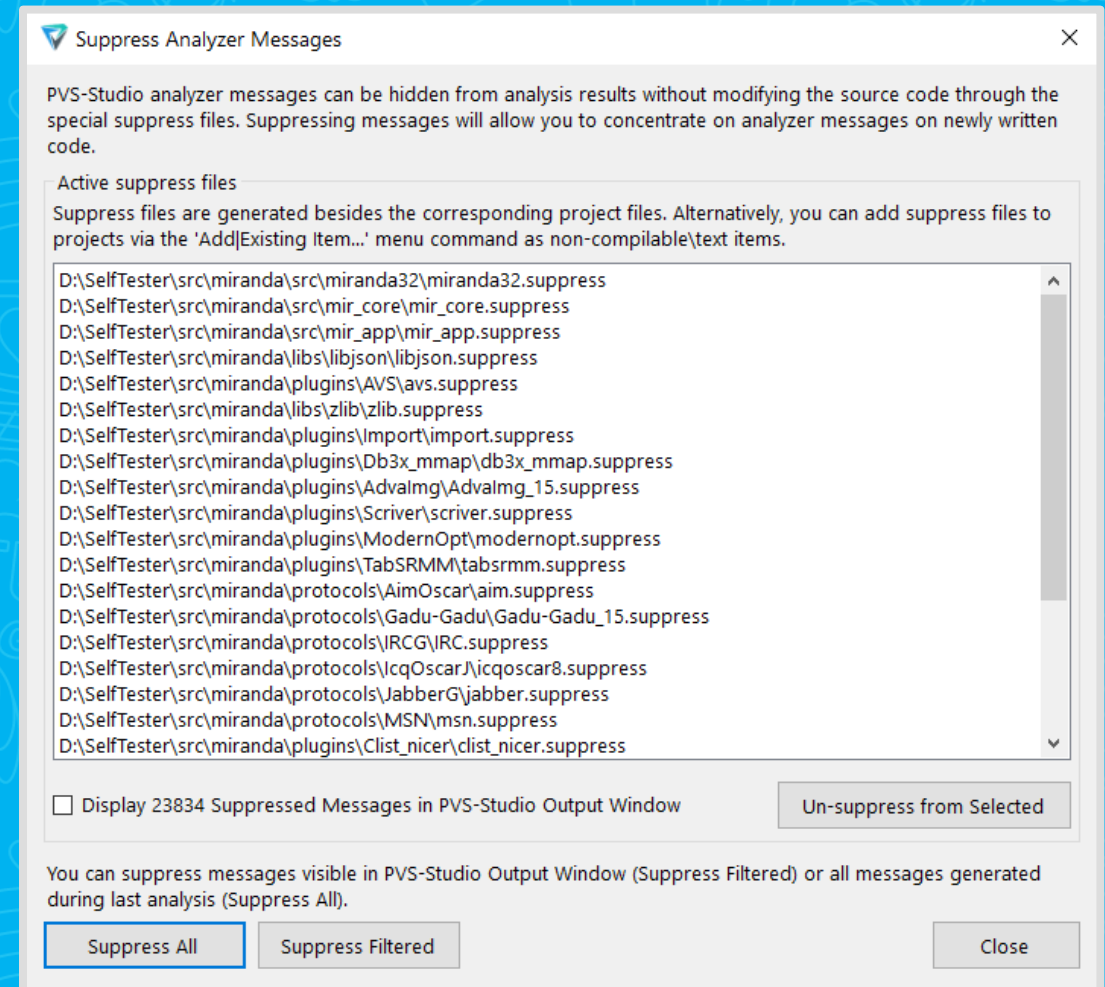 Suppress Analyzer Messages
PVS-Studio analyzer messages can be hidden from analysis results without modifying the source code through the
special suppress files. Suppressing messages will allow you to concentrate on analyzer messages on newly written
code.
Active suppress files
Suppress files are generated besides the corresponding project files. Alternatively, you can add suppress files to
projects via the 'Add|Existing Item...' menu command as non-compilable\text items.
D:\SelfTester\src\miranda\src\miranda32\miranda32.suppress
D:\SelfTester\src\miranda\src\mir_core\mir_core.suppress
D:\SelfTester\src\miranda\src\mir_app\mir_app.suppress
D:\SelfTester\src\miranda\libs\libjson\libjson.suppress
D:\SelfTester\src\miranda\plugins\AVS\avs.suppress
D:\SelfTester\src\miranda\libs\zlib\zlib.suppress
D:\SelfTester\src\miranda\plugins\Import\import.suppress
D:\SelfTester\src\miranda\plugins\Db3x_mmap\db3x_mmap.suppress
D:\SelfTester\src\miranda\plugins\AdvaImg\AdvaImg_15.suppress
D:\SelfTester\src\miranda\plugins\Scriver\scriver.suppress
D:\SelfTester\src\miranda\plugins\ModernOpt\modernopt.suppress
D:\SelfTester\src\miranda\plugins\TabSRMM\tabsrmm.suppress
D:\SelfTester\src\miranda\protocols\AimOscar\aim.suppress
D:\SelfTester\src\miranda\protocols\Gadu-Gadu\Gadu-Gadu_15.suppress
D:\SelfTester\src\miranda\protocols\IRCG\IRC.suppress
D:\SelfTester\src\miranda\protocols\IcqOscarJ\icqoscar8.suppress
D:\SelfTester\src\miranda\protocols\JabberG\jabber.suppress
D:\SelfTester\src\miranda\protocols\MSN\msn.suppress
D:\SelfTester\src\miranda\plugins\Clist_nicer\clist_nicer.suppress
Display 23834 Suppressed Messages in PVS-Studio Output Window
Un-suppress from Selected
You can suppress messages visible in PVS-Studio Output Window (Suppress Filtered) or all messages generated
during last analysis (Suppress All).
Suppress All
Suppress Filtered
Close